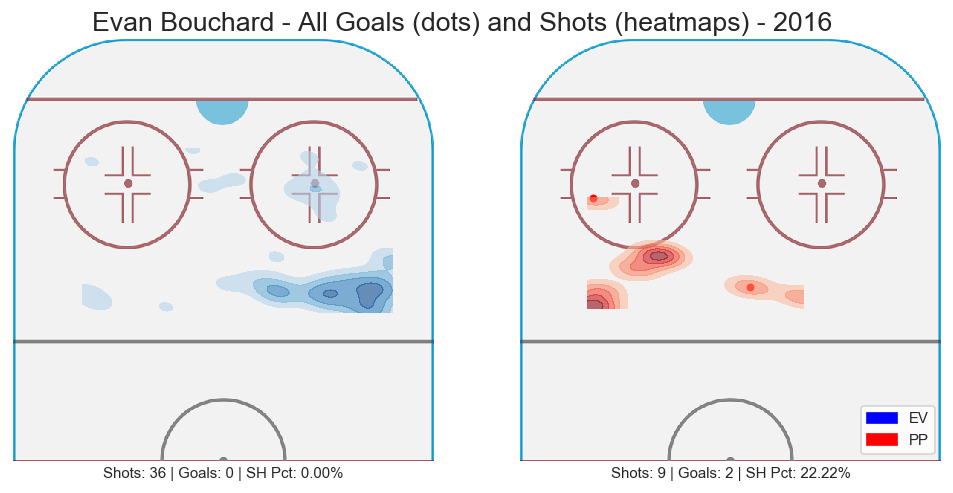 Evan Bouchard - All Goals (dots) and Shots (heatmaps) - 2016
EV
PP
Shots: 36 | Goals: 0 | SH Pct: 0.00%
Shots: 9 | Goals: 2 | SH Pct: 22.22%